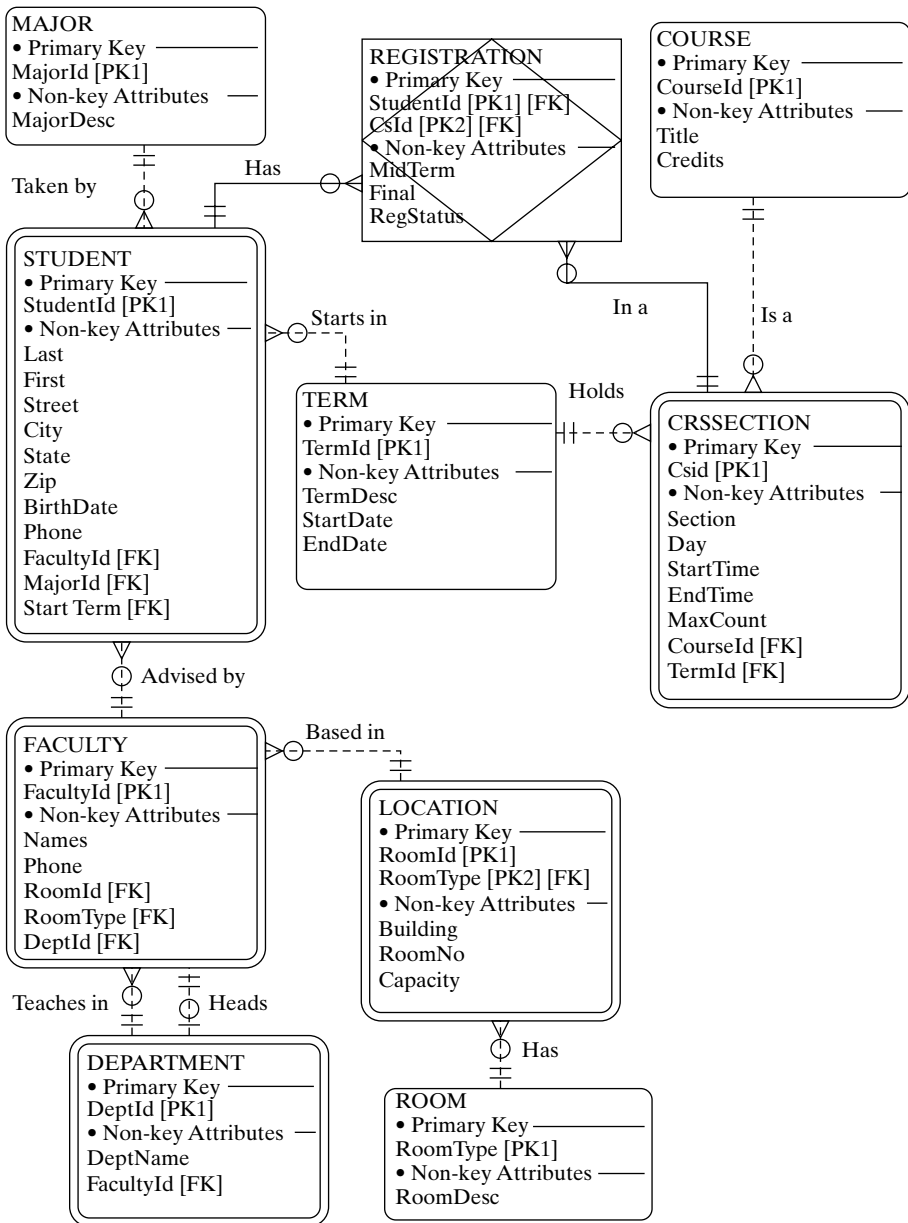 MAJOR
• Primary Key
MajorId [PK1]
• Non-key Attributes
MajorDesc
Taken by
Has
REGISTRATION
• Primary Key
StudentId [PK1] [FK]
CsId [PK2] [FK]
• Non-key Attributes
MidTerm
Final
RegStatus
COURSE
• Primary Key
CourseId [PK1]
• Non-key Attributes
Title
Credits
In a
Is a
STUDENT
• Primary Key
StudentId [PK1]
• Non-key Attributes
Last
First
Street
City
State
Zip
BirthDate
Phone
FacultyId [FK]
MajorId [FK]
Start Term [FK]
Starts in
TERM
• Primary Key
TermId [PK1]
• Non-key Attributes
TermDesc
StartDate
EndDate
Holds
CRSSECTION
• Primary Key
Csid [PK1]
• Non-key Attributes
Section
Day
StartTime
EndTime
MaxCount
CourseId [FK]
TermId [FK]
Advised by
FACULTY
• Primary Key
FacultyId [PK1]
• Non-key Attributes
Names
Phone
RoomId [FK]
RoomType [FK]
DeptId [FK]
Based in
LOCATION
• Primary Key
RoomId [PK1]
RoomType [PK2] [FK]
• Non-key Attributes
Building
RoomNo
Capacity
Teaches in
Heads
DEPARTMENT
• Primary Key
DeptId [PK1]
• Non-key Attributes
DeptName
FacultyId [FK]
Has
ROOM
• Primary Key
RoomType [PK1]
• Non-key Attributes
RoomDesc